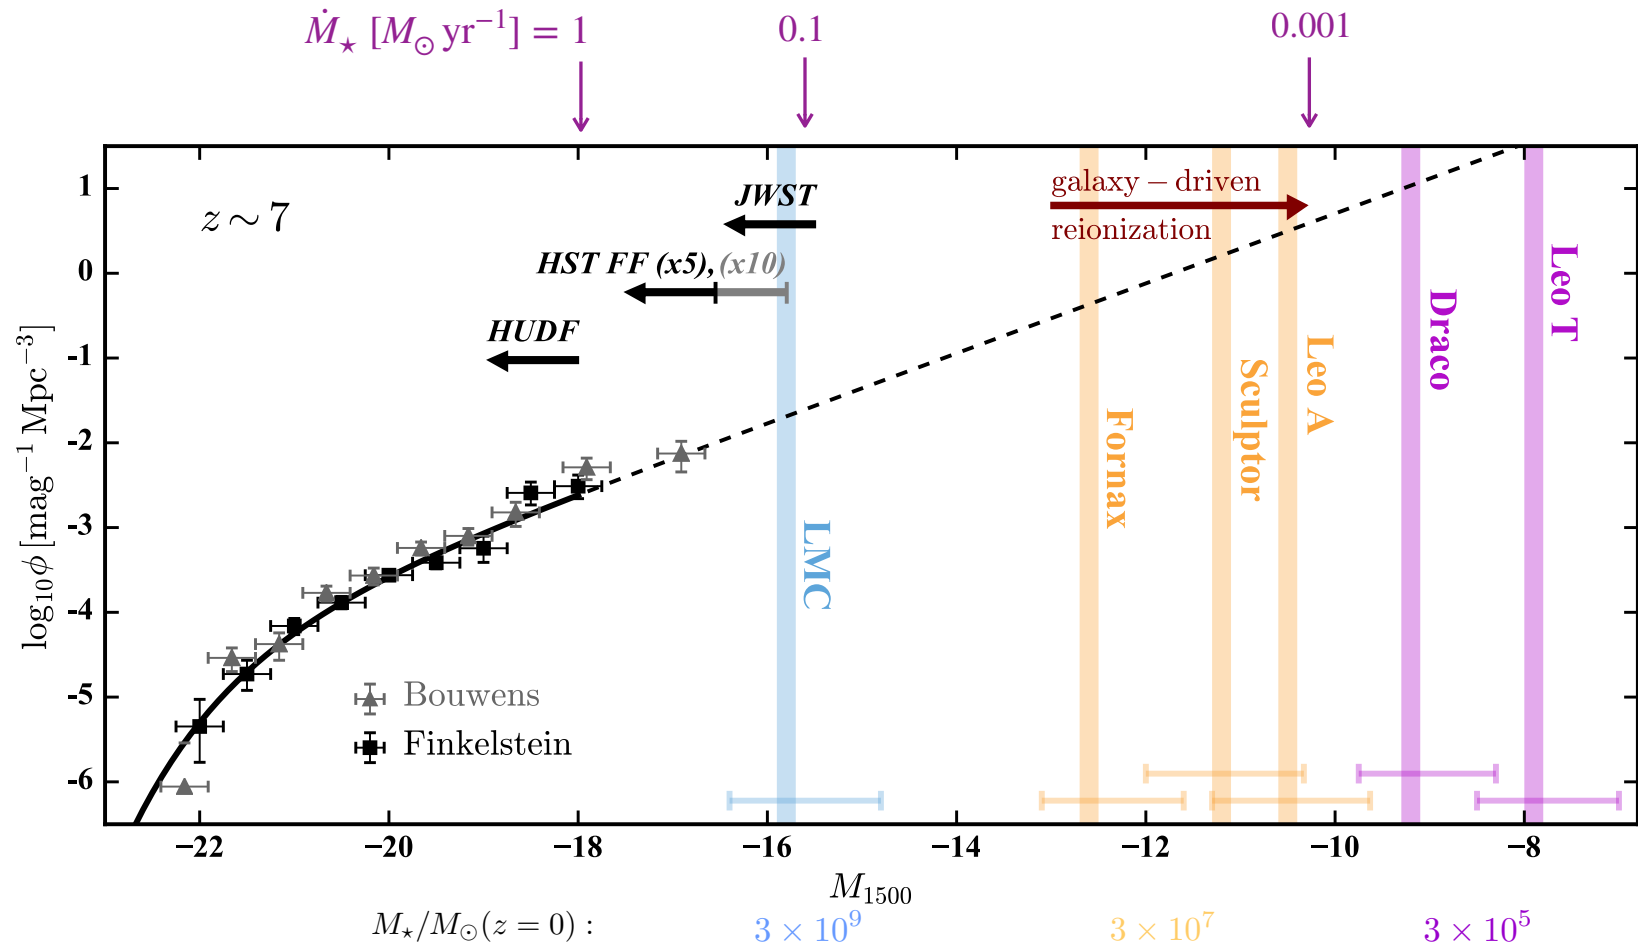 Ṁ⋆ [M⊙ yr−1] = 1
0.1
0.001
z ∼ 7
JWST
HST FF (x5), (x10)
HUDF
galaxy – driven
reionization
Leo T
Draco
Leo A
Sculptor
Fornax
LMC
Bouwens
Finkelstein
log10ϕ [mag−1 Mpc−3]
1
0
-1
-2
-3
-4
-5
-6
−22
−20
−18
−16
−14
−12
−10
−8
M1500
M⋆/M⊙(z = 0) :
3 × 10⁹
3 × 10⁷
3 × 10⁵